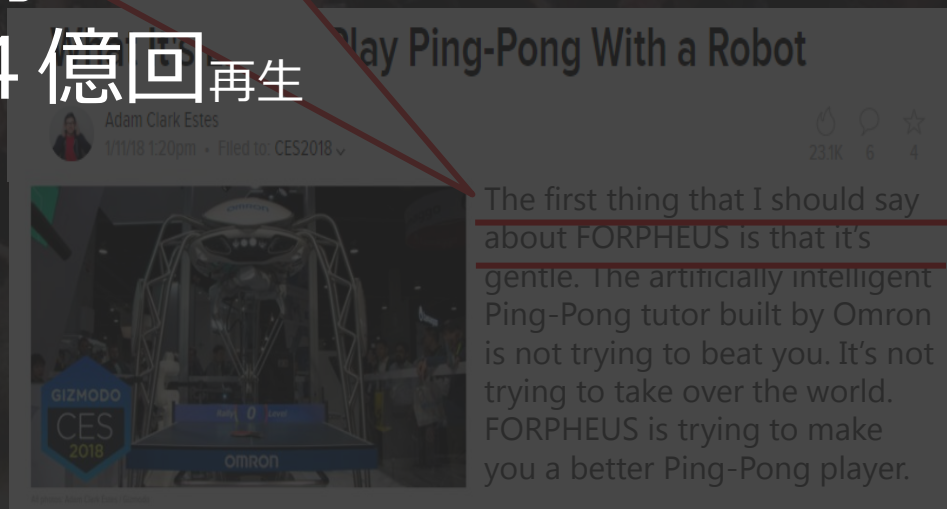 4 億回再生
Play Ping-Pong With a Robot
Adam Clark Estes
1/11/18 1:20pm • Filed to: CES2018
23.1K 6 4
The first thing that I should say
about FORPHEUS is that it's
gentle. The artificially intelligent
Ping-Pong tutor built by Omron
is not trying to beat you. It's not
trying to take over the world.
FORPHEUS is trying to make
you a better Ping-Pong player.
GIZMODO
CES
2018
Rally 0 Level
OMRON